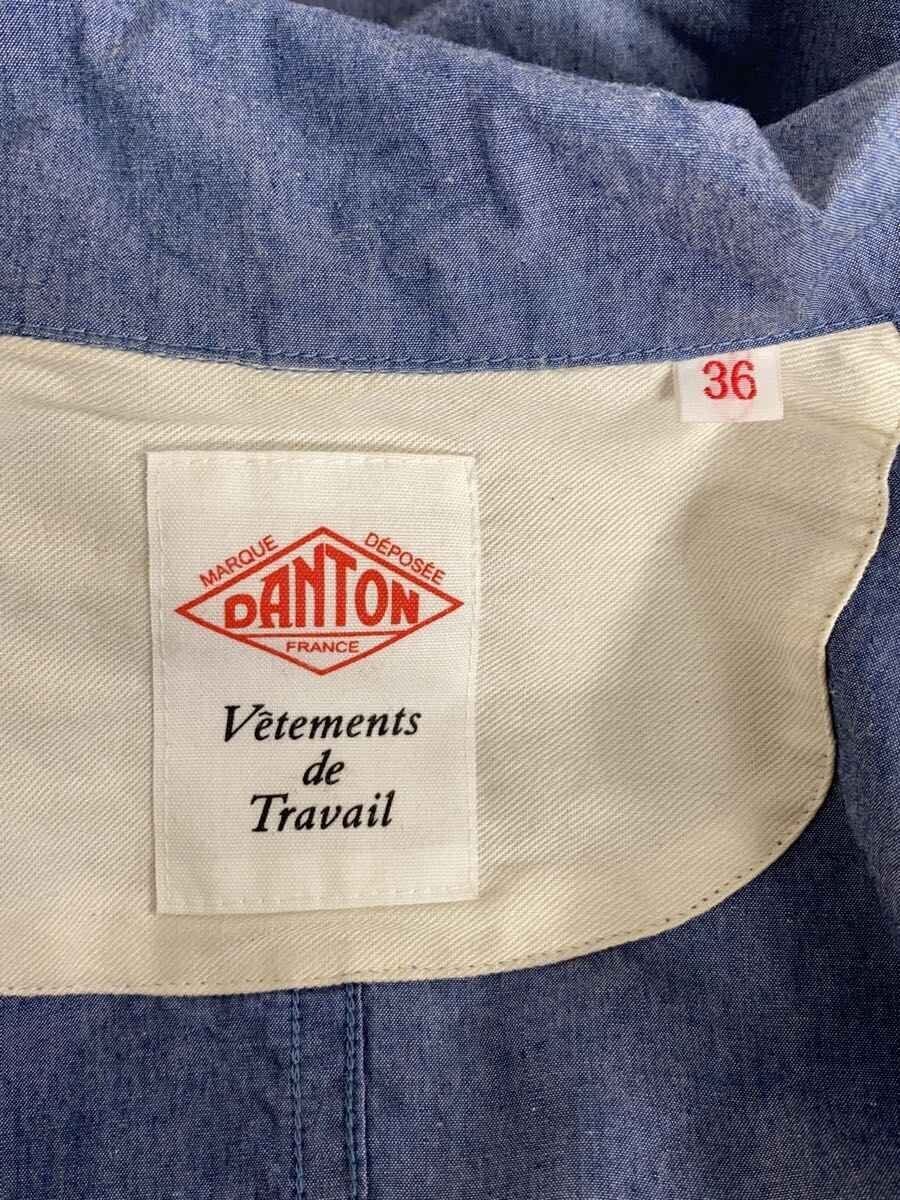 36
MARQUE DÉPOSÉE
DANTON
FRANCE
Vêtements
de
Travail